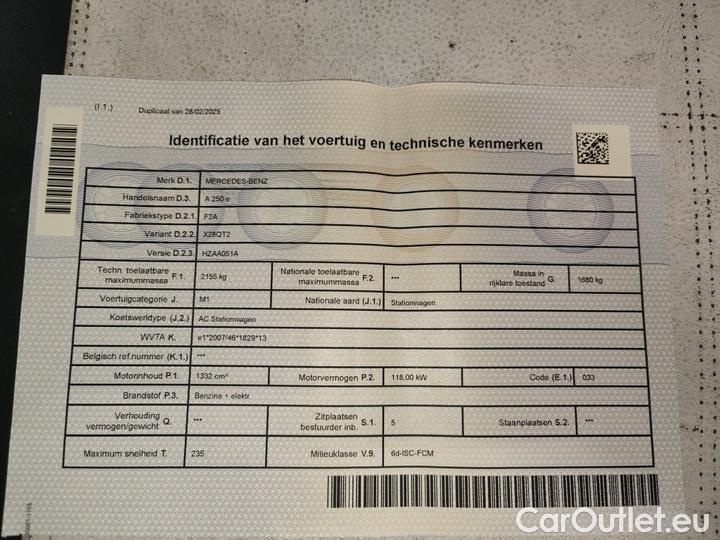 (I.1.) Duplicaat van 28/02/2025
Identificatie van het voertuig en technische kenmerken
Merk D.1. MERCEDES-BENZ
Handelsnaam D.3. A 250 e
Fabriekstype D.2.1. F2A
Variant D.2.2. X28QT2
Versie D.2.3. HZAA051A
Techn. toelaatbare maximummassa F.1. 2155 kg Nationale toelaatbare maximummassa F.2. *** Massa in rijklare toestand G. 1680 kg
Voertuigcategorie J. M1 Nationale aard (J.1.) Stationwagen
Koetswerktype (J.2.) AC Stationwagen
WVTA K. e1*2007/46*1829*13
Belgisch ref.nummer (K.1.) ***
Motorinhoud P.1. 1332 cm³ Motorvermogen P.2. 118,00 kW Code (E.1.) 033
Brandstof P.3. Benzine + elektr.
Verhouding vermogen/gewicht Q. *** Zitplaatsen bestuurder inb. S.1. 5 Staanplaatsen S.2. ***
Maximum snelheid T. 235 Milieuklasse V.9. 6d-ISC-FCM
CarOutlet.eu